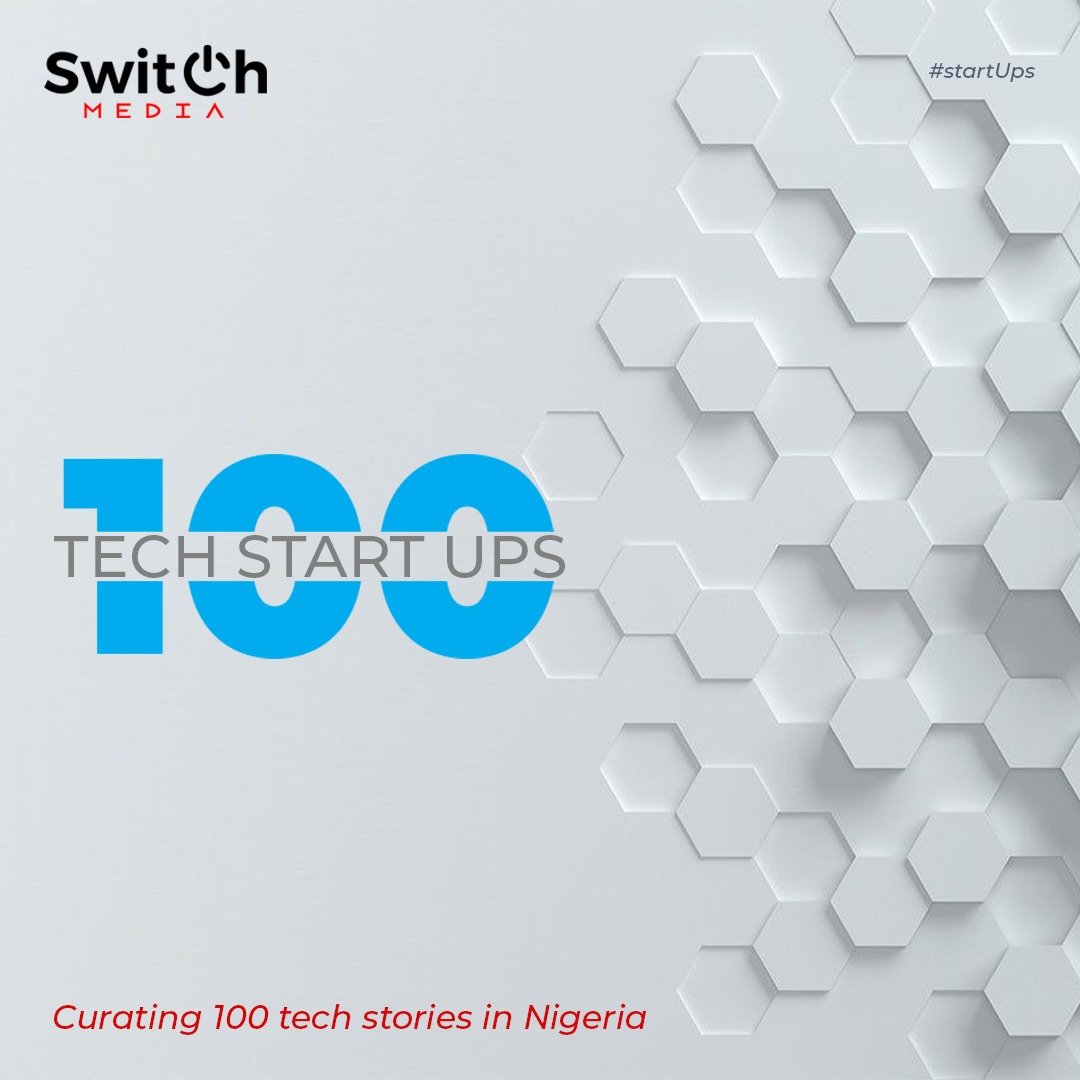 Switch
MEDIA
#startUps
100
TECH START UPS
Curating 100 tech stories in Nigeria